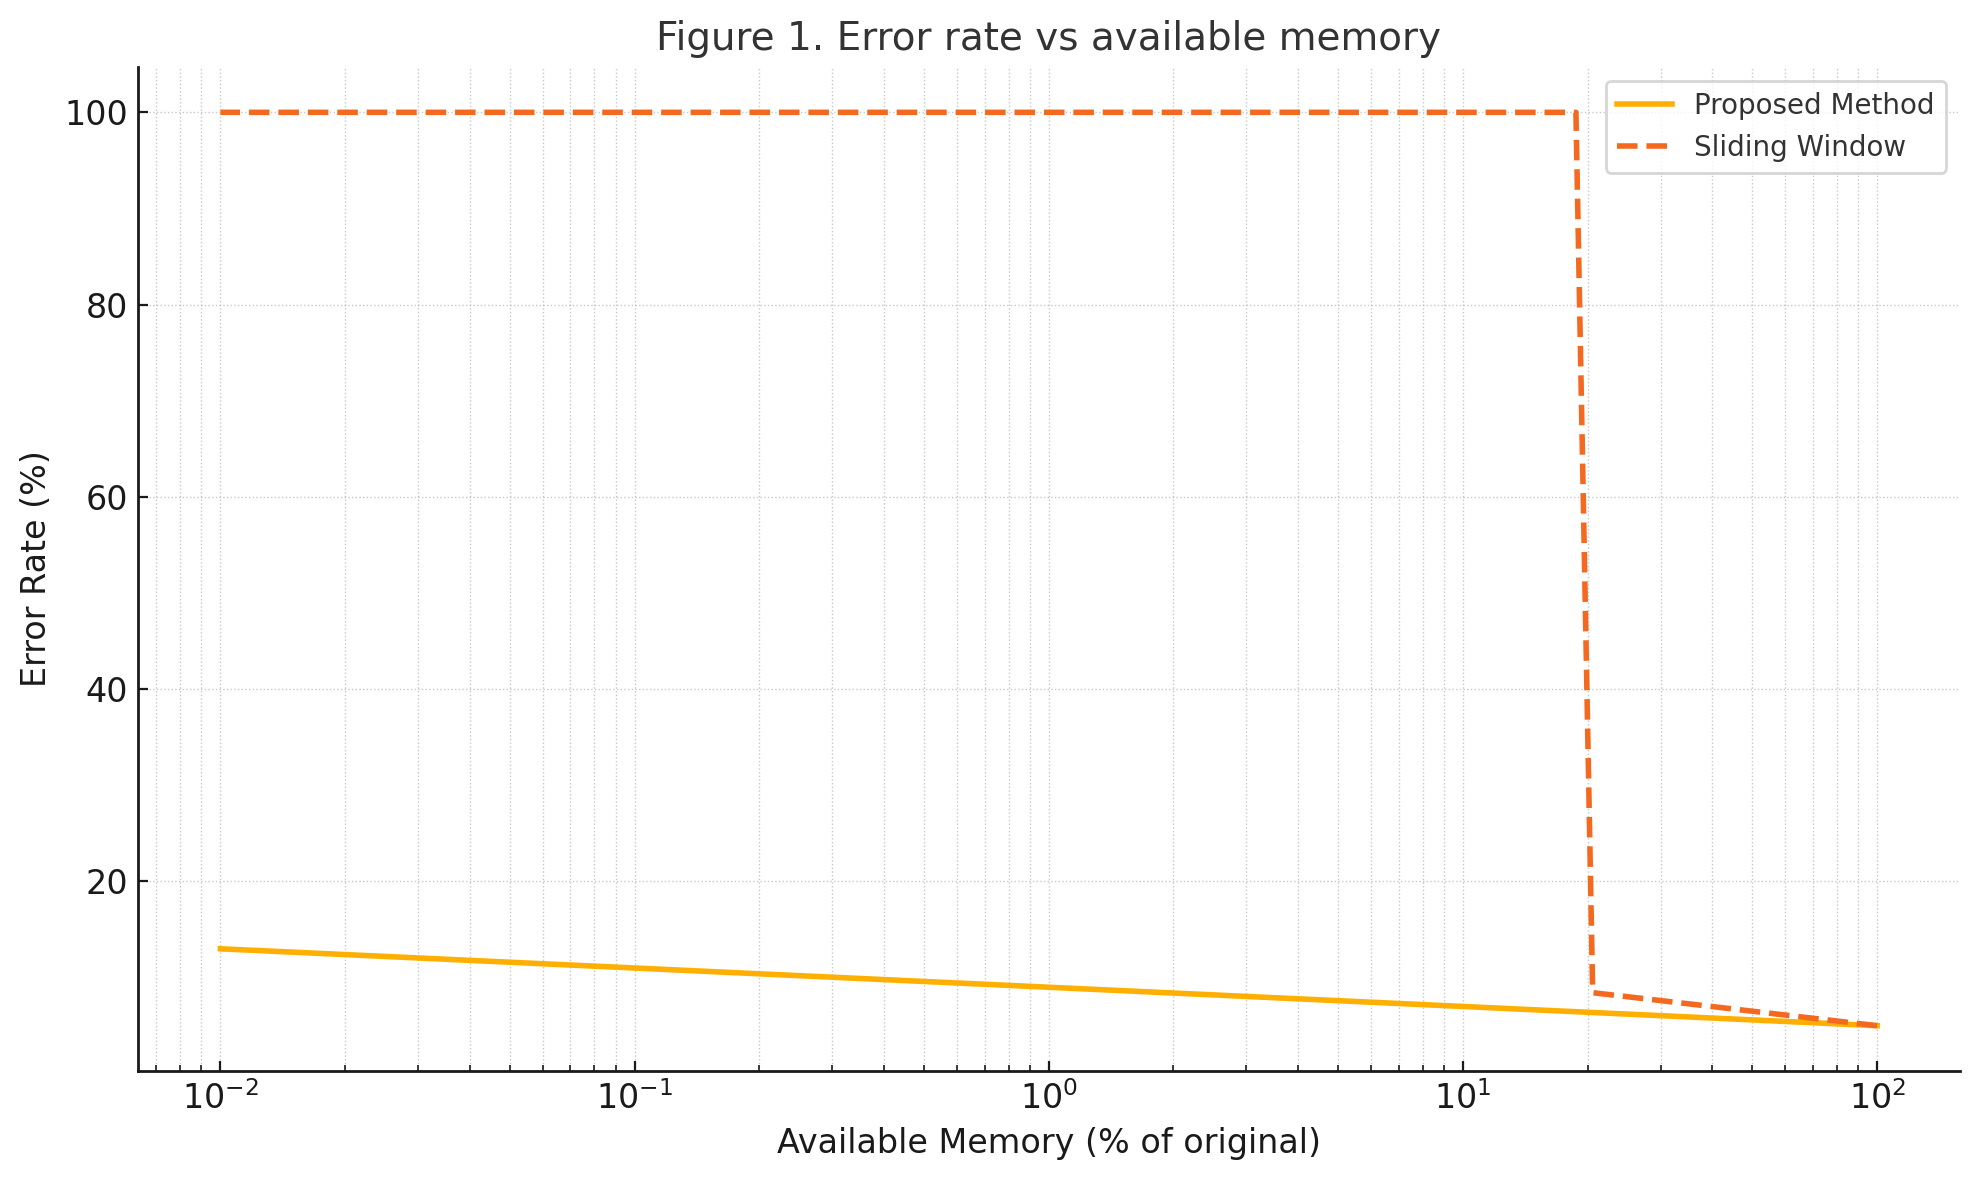 Figure 1. Error rate vs available memory
Proposed Method
Sliding Window
100
80
60
40
20
Error Rate (%)
10⁻²
10⁻¹
10⁰
10¹
10²
Available Memory (% of original)